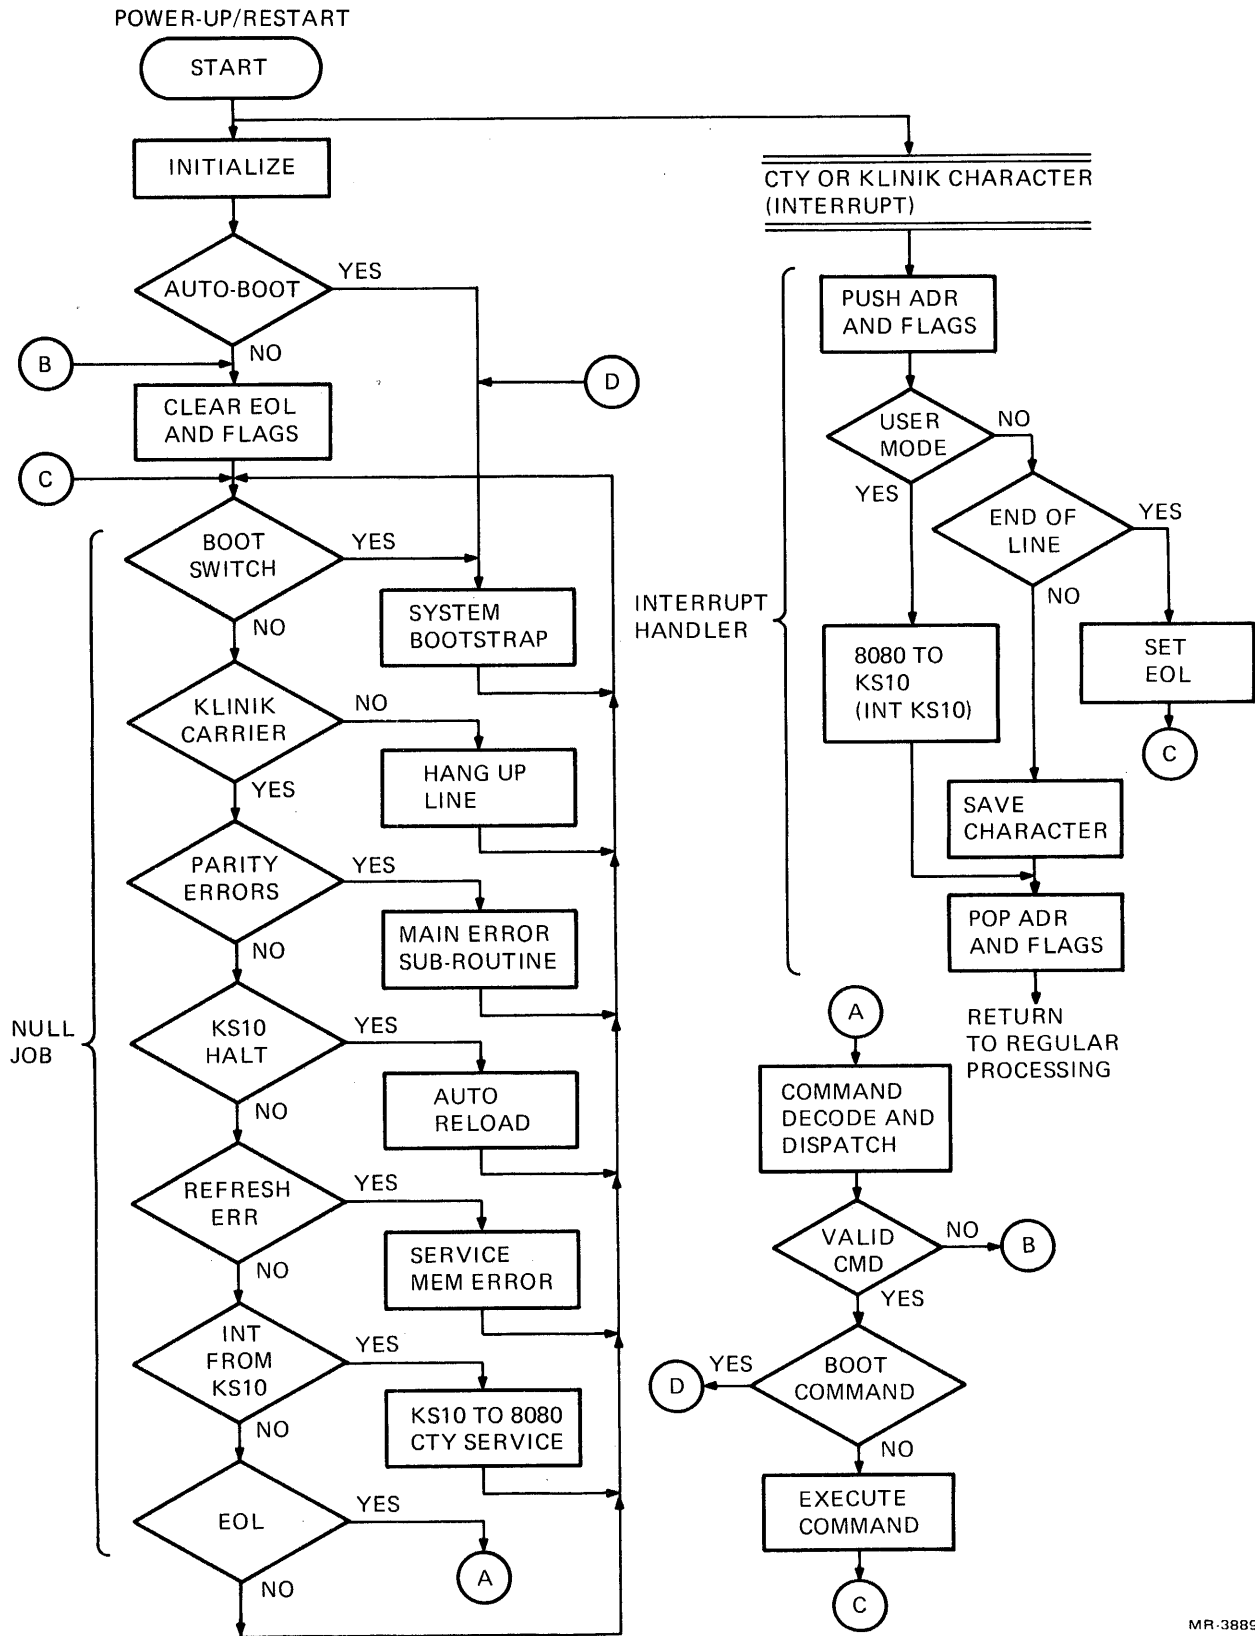 POWER-UP/RESTART
START
INITIALIZE
AUTO-BOOT
YES
NO
B
D
CLEAR EOL
AND FLAGS
C
NULL
JOB
BOOT
SWITCH
YES
NO
SYSTEM
BOOTSTRAP
KLINIK
CARRIER
NO
YES
HANG UP
LINE
PARITY
ERRORS
YES
NO
MAIN ERROR
SUB-ROUTINE
KS10
HALT
YES
NO
AUTO
RELOAD
REFRESH
ERR
YES
NO
SERVICE
MEM ERROR
INT
FROM
KS10
YES
NO
KS10 TO 8080
CTY SERVICE
EOL
YES
NO
A
CTY OR KLINIK CHARACTER
(INTERRUPT)
INTERRUPT
HANDLER
PUSH ADR
AND FLAGS
USER
MODE
NO
YES
END OF
LINE
YES
NO
8080 TO
KS10
(INT KS10)
SET
EOL
C
SAVE
CHARACTER
POP ADR
AND FLAGS
RETURN
TO REGULAR
PROCESSING
A
COMMAND
DECODE AND
DISPATCH
VALID
CMD
NO
B
YES
BOOT
COMMAND
YES
D
NO
EXECUTE
COMMAND
C
MR-3889